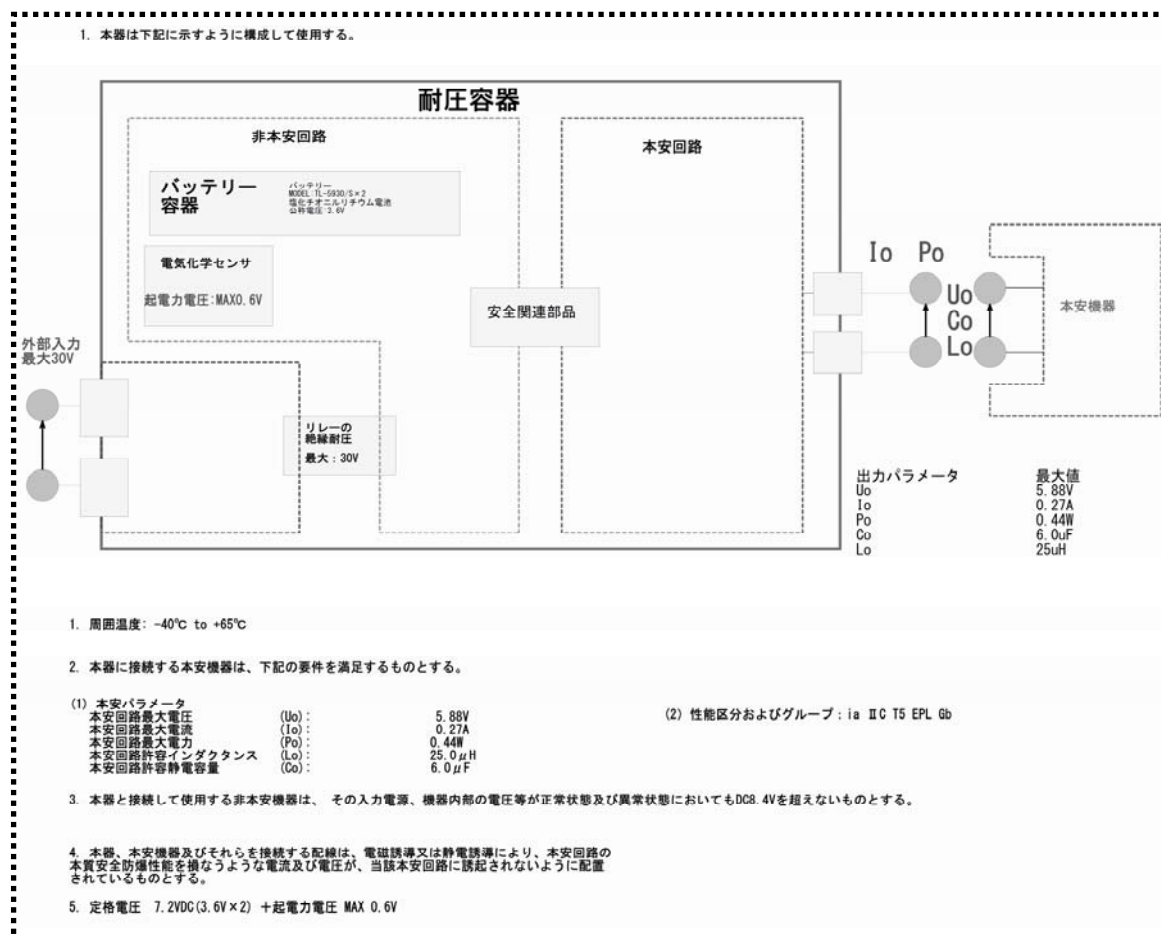 1. 本器は下記に示すように構成して使用する。
耐圧容器
非本安回路
本安回路
バッテリー
容器
バッテリー
MODEL:TL-5930/S×2
塩化チオニルリチウム電池
公称電圧:3.6V
電気化学センサ
起電力電圧:MAX0.6V
安全関連部品
Io Po
Uo
Co
Lo
本安機器
外部入力
最大30V
リレーの
絶縁耐圧
最大：30V
出力パラメータ 最大値
Uo 5.88V
Io 0.27A
Po 0.44W
Co 6.0uF
Lo 25uH
1. 周囲温度: -40℃ to +65℃
2. 本器に接続する本安機器は、下記の要件を満足するものとする。
(1) 本安パラメータ
本安回路最大電圧 (Uo): 5.88V
本安回路最大電流 (Io): 0.27A
本安回路最大電力 (Po): 0.44W
本安回路許容インダクタンス (Lo): 25.0μH
本安回路許容静電容量 (Co): 6.0μF
(2) 性能区分およびグループ：ia ⅡC T5 EPL Gb
3. 本器と接続して使用する非本安機器は、 その入力電源、機器内部の電圧等が正常状態及び異常状態においてもDC8.4Vを超えないものとする。
4. 本器、本安機器及びそれらを接続する配線は、電磁誘導又は静電誘導により、本安回路の
本質安全防爆性能を損なうような電流及び電圧が、当該本安回路に誘起されないように配置
されているものとする。
5. 定格電圧 7.2VDC(3.6V×2) ＋起電力電圧 MAX 0.6V